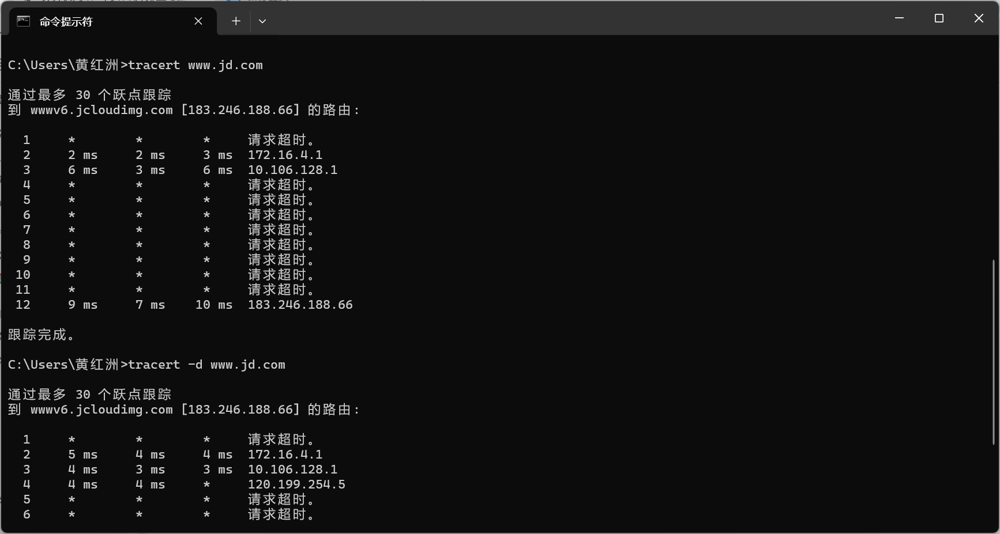 命令提示符
C:\Users\黄红洲>tracert www.jd.com
通过最多 30 个跃点跟踪
到 wwwv6.jcloudimg.com [183.246.188.66] 的路由:
1 * * * 请求超时。
2 2 ms 2 ms 3 ms 172.16.4.1
3 6 ms 3 ms 6 ms 10.106.128.1
4 * * * 请求超时。
5 * * * 请求超时。
6 * * * 请求超时。
7 * * * 请求超时。
8 * * * 请求超时。
9 * * * 请求超时。
10 * * * 请求超时。
11 * * * 请求超时。
12 9 ms 7 ms 10 ms 183.246.188.66
跟踪完成。
C:\Users\黄红洲>tracert -d www.jd.com
通过最多 30 个跃点跟踪
到 wwwv6.jcloudimg.com [183.246.188.66] 的路由:
1 * * * 请求超时。
2 5 ms 4 ms 4 ms 172.16.4.1
3 4 ms 3 ms 3 ms 10.106.128.1
4 4 ms 4 ms * 120.199.254.5
5 * * * 请求超时。
6 * * * 请求超时。